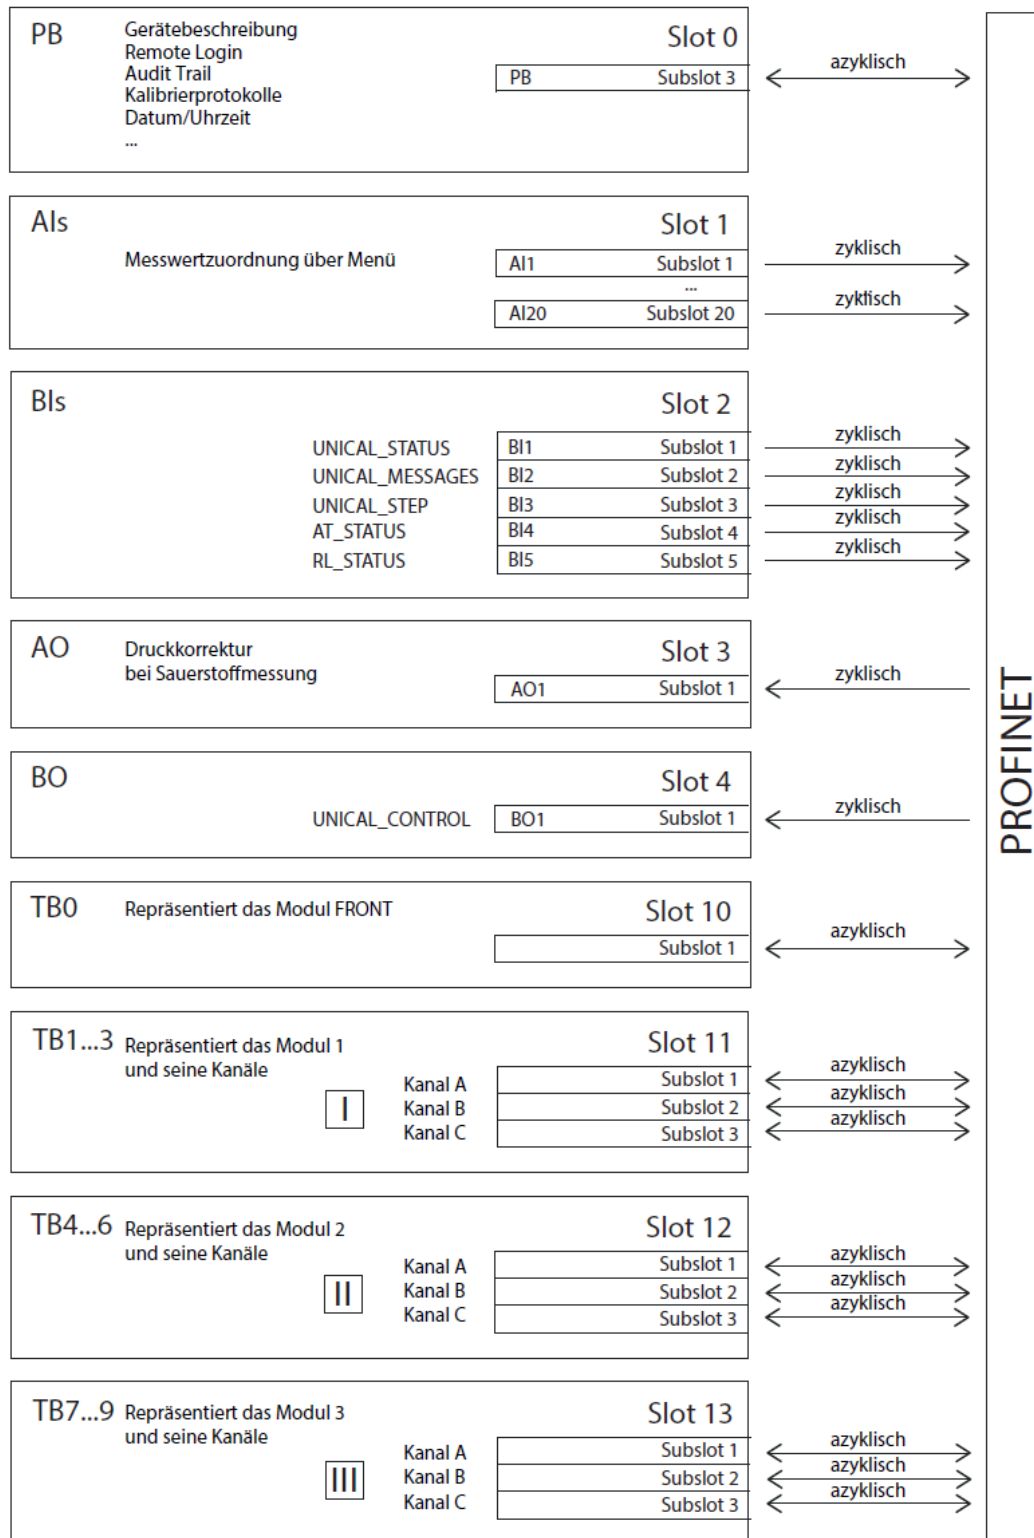 PB
Gerätebeschreibung
Remote Login
Audit Trail
Kalibrierprotokolle
Datum/Uhrzeit
...
Slot 0
PB Subslot 3
azyklisch
AIs
Messwertzuordnung über Menü
Slot 1
AI1 Subslot 1
zyklisch
...
AI20 Subslot 20
zyklisch
BIs
Slot 2
UNICAL_STATUS BI1 Subslot 1
zyklisch
UNICAL_MESSAGES BI2 Subslot 2
zyklisch
UNICAL_STEP BI3 Subslot 3
zyklisch
AT_STATUS BI4 Subslot 4
zyklisch
RL_STATUS BI5 Subslot 5
zyklisch
AO
Druckkorrektur
bei Sauerstoffmessung
Slot 3
AO1 Subslot 1
zyklisch
BO
Slot 4
UNICAL_CONTROL BO1 Subslot 1
zyklisch
TB0
Repräsentiert das Modul FRONT
Slot 10
Subslot 1
azyklisch
TB1...3
Repräsentiert das Modul 1
und seine Kanäle
I
Slot 11
Kanal A Subslot 1
azyklisch
Kanal B Subslot 2
azyklisch
Kanal C Subslot 3
azyklisch
TB4...6
Repräsentiert das Modul 2
und seine Kanäle
II
Slot 12
Kanal A Subslot 1
azyklisch
Kanal B Subslot 2
azyklisch
Kanal C Subslot 3
azyklisch
TB7...9
Repräsentiert das Modul 3
und seine Kanäle
III
Slot 13
Kanal A Subslot 1
azyklisch
Kanal B Subslot 2
azyklisch
Kanal C Subslot 3
azyklisch
PROFINET